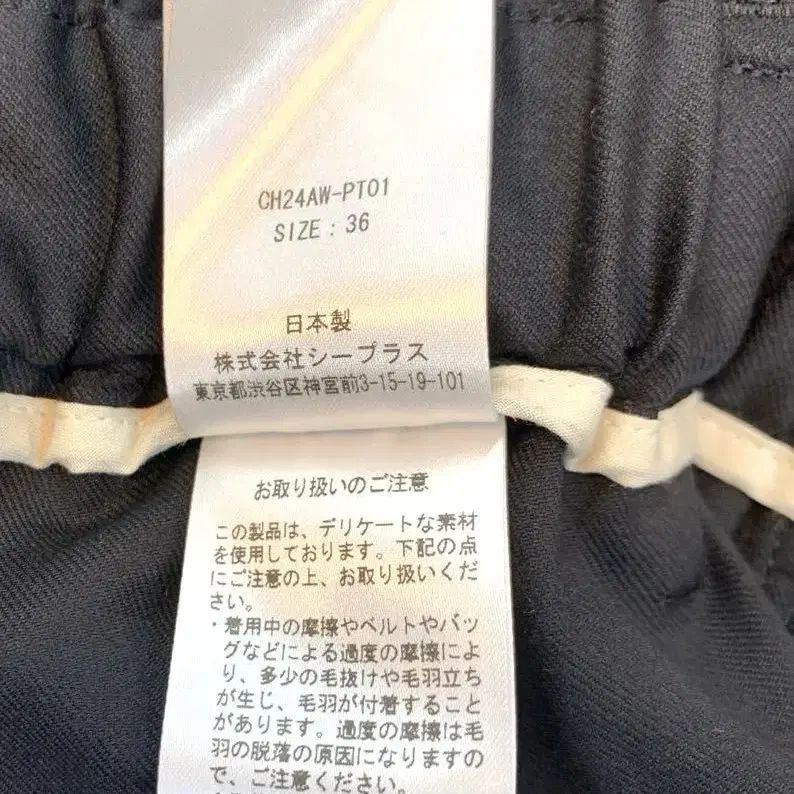 CH24AW-PT01
SIZE : 36
日本製
株式会社シープラス
東京都渋谷区神宮前3-15-19-101
お取り扱いのご注意
この製品は、デリケートな素材
を使用しております。下記の点
にご注意の上、お取り扱いくだ
さい。
・着用中の摩擦やベルトやバッ
グなどによる過度の摩擦によ
り、多少の毛抜けや毛羽立ち
が生じ、毛羽が付着すること
があります。過度の摩擦は毛
羽の脱落の原因になりますの
で、ご注意ください。